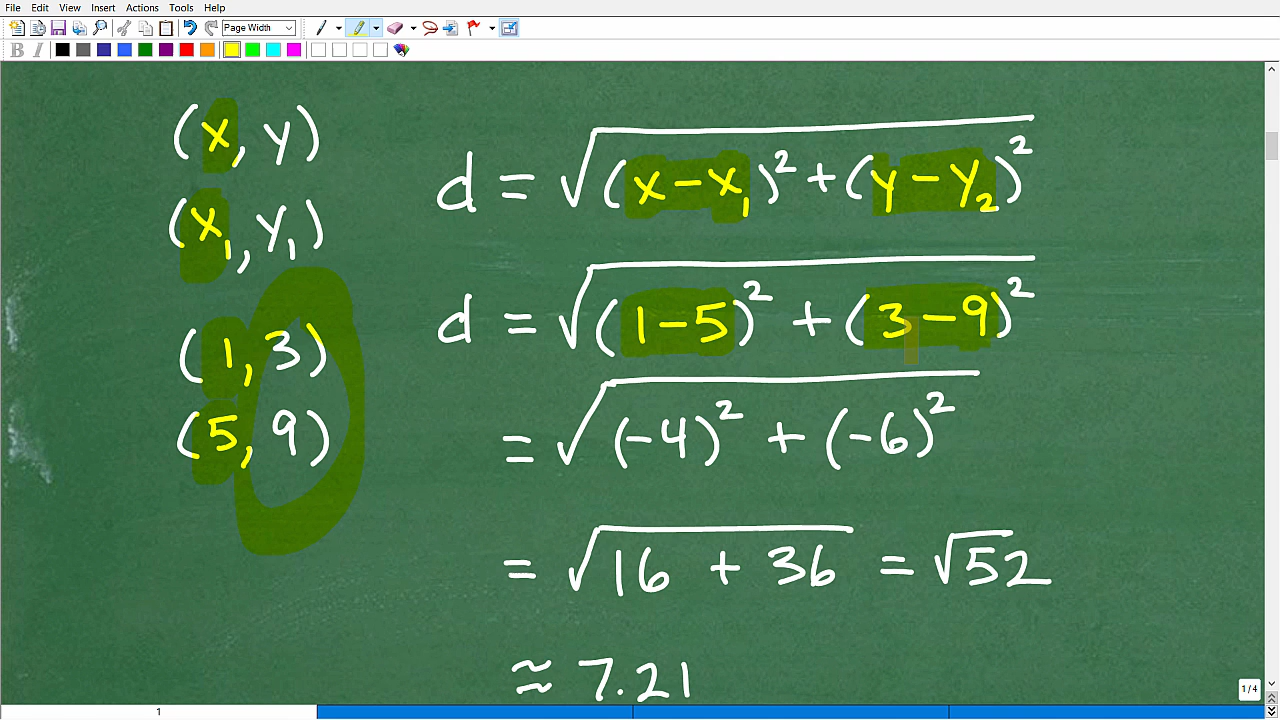 File Edit View Insert Actions Tools Help
Page Width
B I
(x, y)
d = √((x - x₁)² + (y - y₂)²)
(x₁, y₁)
d = √((1 - 5)² + (3 - 9)²)
(1, 3)
(5, 9)
= √((-4)² + (-6)²)
= √(16 + 36) = √52
≈ 7.21
1/4
1